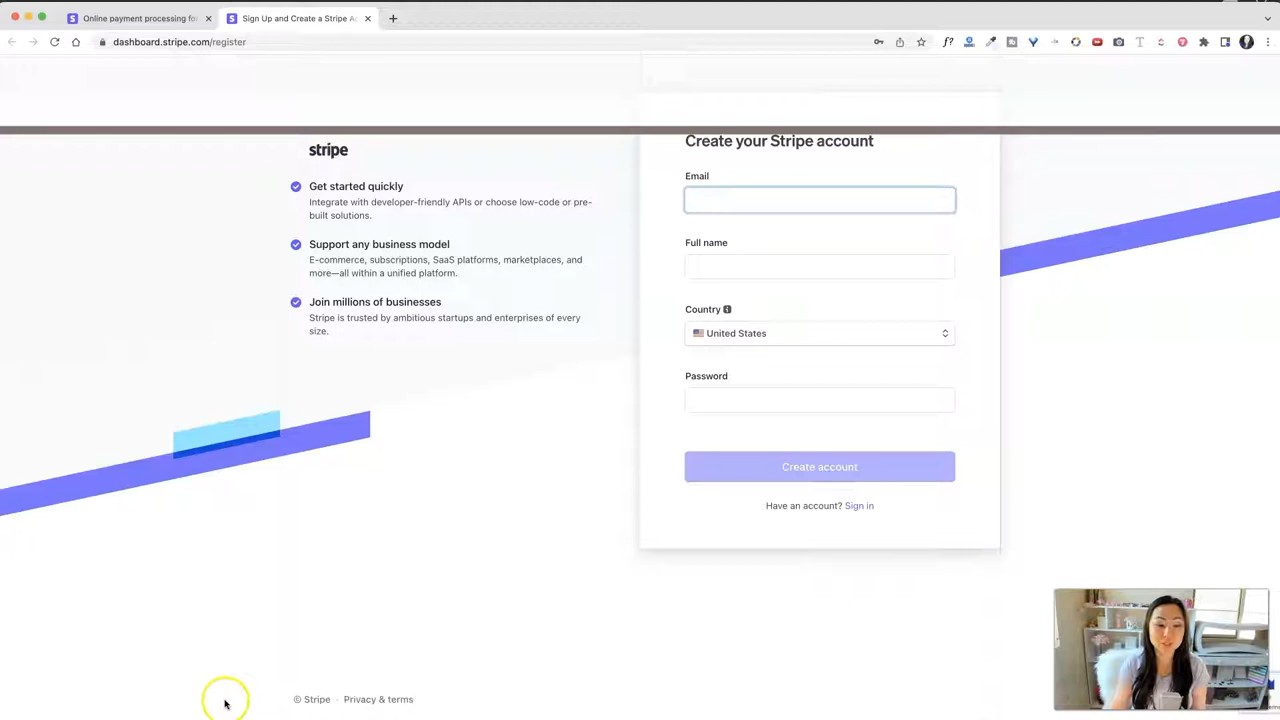 Online payment processing fo
Sign Up and Create a Stripe Ac
dashboard.stripe.com/register
stripe
Get started quickly
Integrate with developer-friendly APIs or choose low-code or pre-
built solutions.
Support any business model
E-commerce, subscriptions, SaaS platforms, marketplaces, and
more—all within a unified platform.
Join millions of businesses
Stripe is trusted by ambitious startups and enterprises of every
size.
Create your Stripe account
Email
Full name
Country
United States
Password
Create account
Have an account? Sign in
© Stripe · Privacy & terms